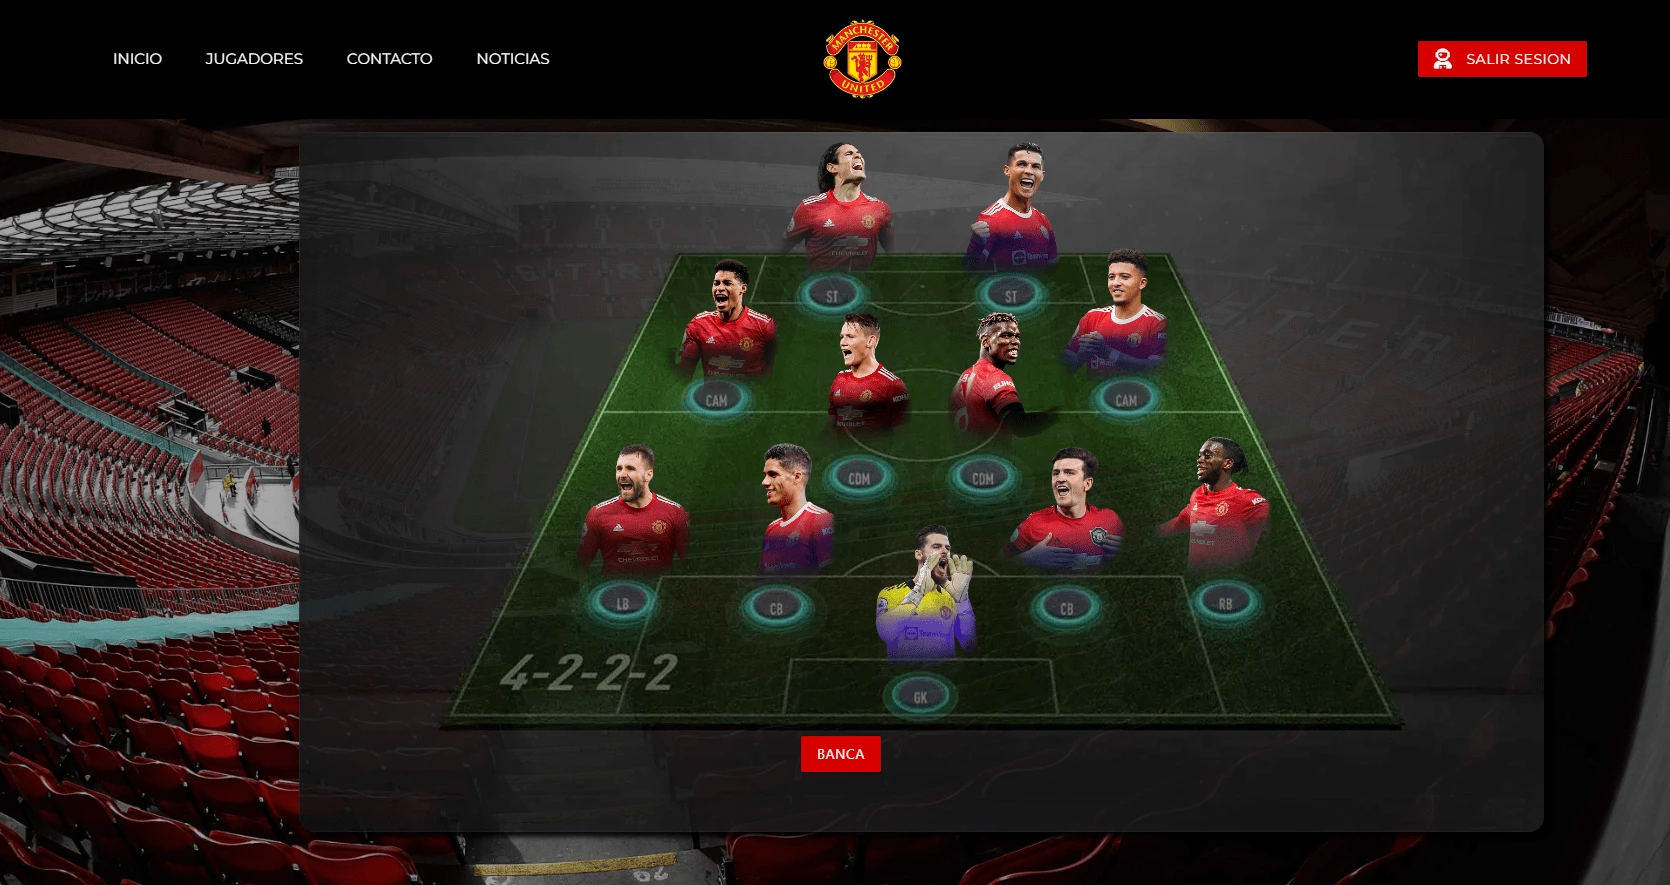 INICIO
JUGADORES
CONTACTO
NOTICIAS
MANCHESTER
UNITED
SALIR SESION
ST
ST
CAM
CAM
CDM
CDM
LB
CB
CB
RB
4-2-2-2
GK
BANCA